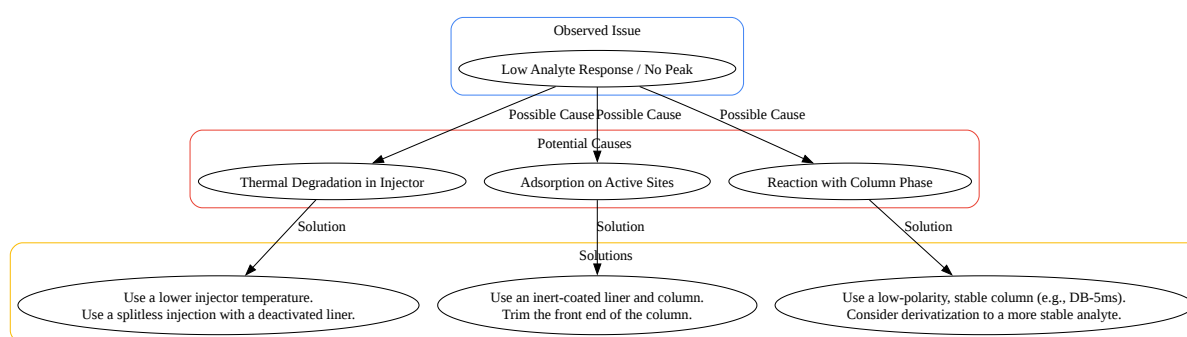 Observed Issue
Low Analyte Response / No Peak
Possible Cause
Possible Cause
Possible Cause
Potential Causes
Thermal Degradation in Injector
Adsorption on Active Sites
Reaction with Column Phase
Solution
Solution
Solution
Solutions
Use a lower injector temperature.
Use a splitless injection with a deactivated liner.
Use an inert-coated liner and column.
Trim the front end of the column.
Use a low-polarity, stable column (e.g., DB-5ms).
Consider derivatization to a more stable analyte.